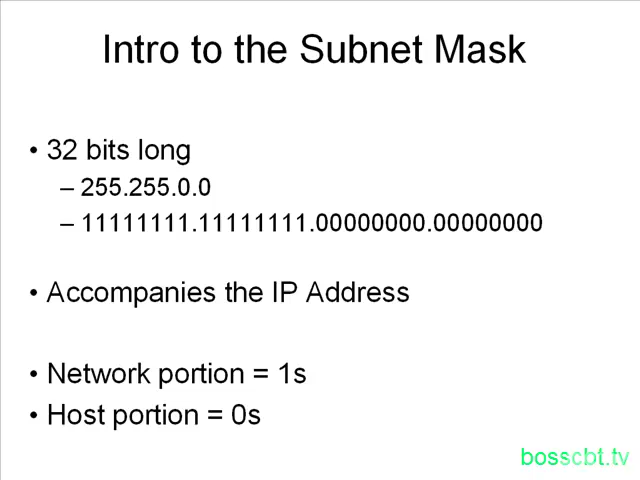 Intro to the Subnet Mask
• 32 bits long
– 255.255.0.0
– 11111111.11111111.00000000.00000000
• Accompanies the IP Address
• Network portion = 1s
• Host portion = 0s
bosscbt.tv